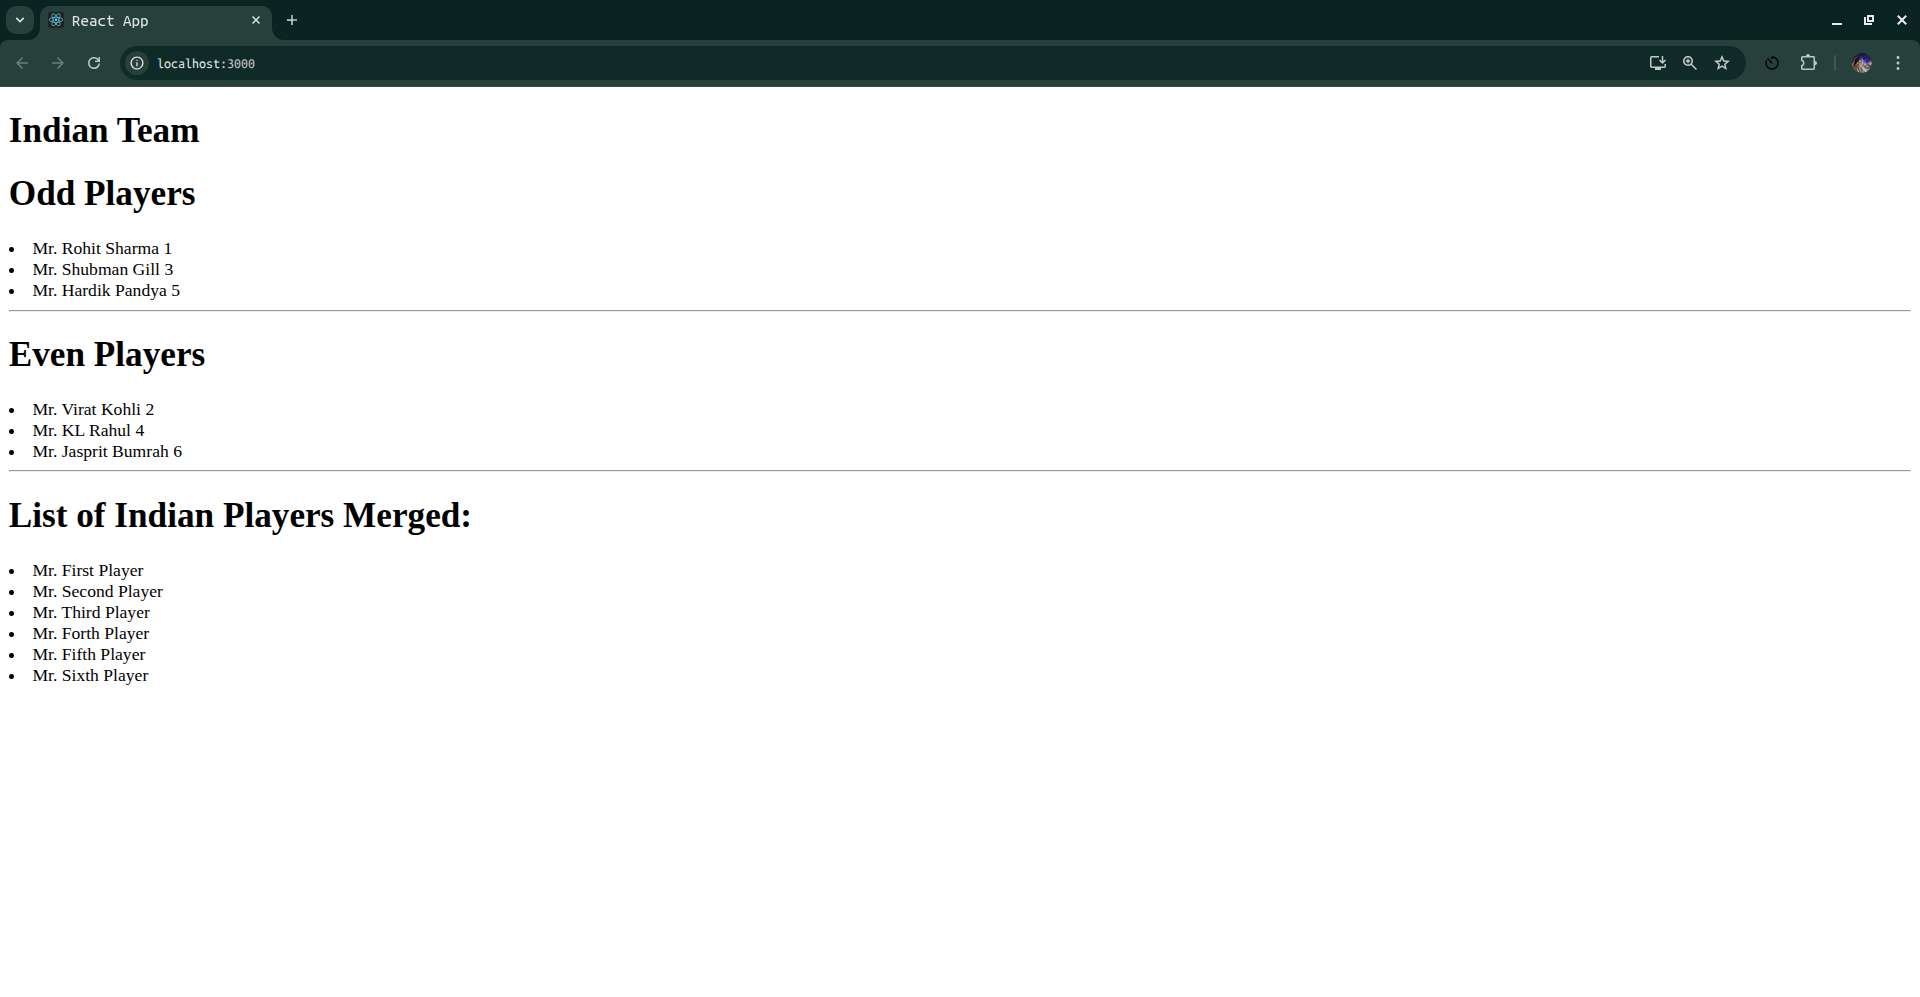 React App
localhost:3000
Indian Team
Odd Players
Mr. Rohit Sharma 1
Mr. Shubman Gill 3
Mr. Hardik Pandya 5
Even Players
Mr. Virat Kohli 2
Mr. KL Rahul 4
Mr. Jasprit Bumrah 6
List of Indian Players Merged:
Mr. First Player
Mr. Second Player
Mr. Third Player
Mr. Forth Player
Mr. Fifth Player
Mr. Sixth Player